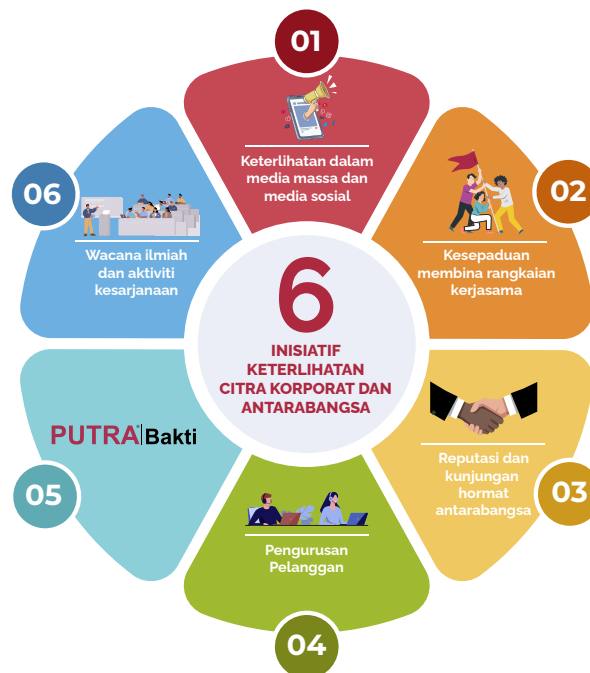 01
Keterlihatan dalam
media massa dan
media sosial
02
Kesepaduan
membina rangkaian
kerjasama
03
Reputasi dan
kunjungan
hormat
antarabangsa
04
Pengurusan
Pelanggan
05
PUTRA® Bakti
06
Wacana ilmiah
dan aktiviti
kesarjanaan
6
INISIATIF
KETERLIHATAN
CITRA KORPORAT DAN
ANTARABANGSA